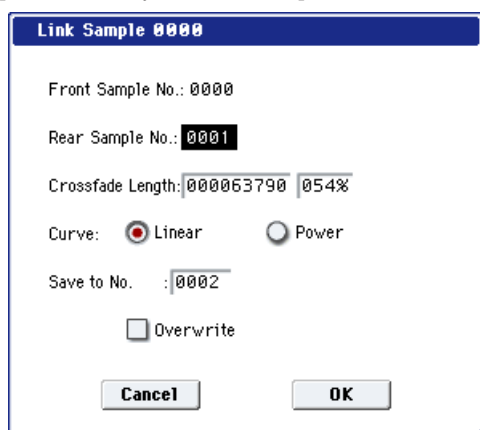 Link Sample 0000
Front Sample No.: 0000
Rear Sample No.: 0001
Crossfade Length: 000063790 054%
Curve: Linear Power
Save to No. : 0002
Overwrite
Cancel OK